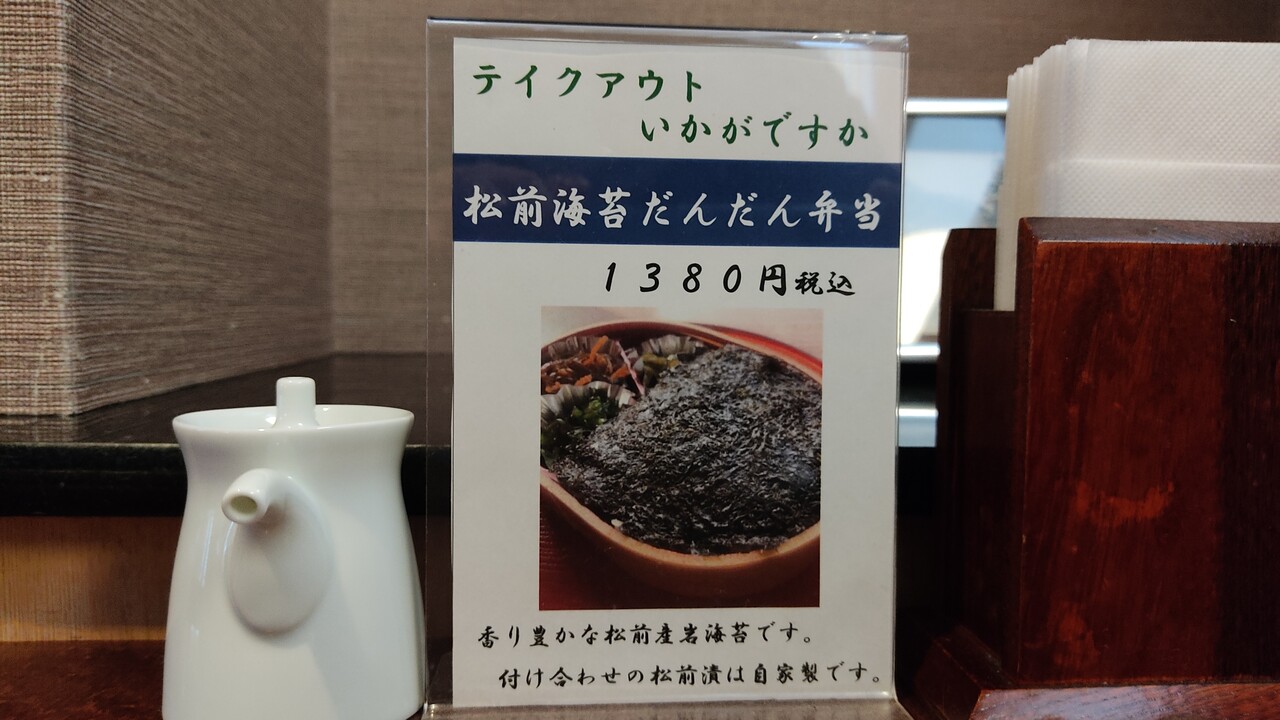 テイクアウト
いかがですか
松前海苔だんだん弁当
1380円税込
香り豊かな松前産岩海苔です。
付け合わせの松前漬は自家製です。